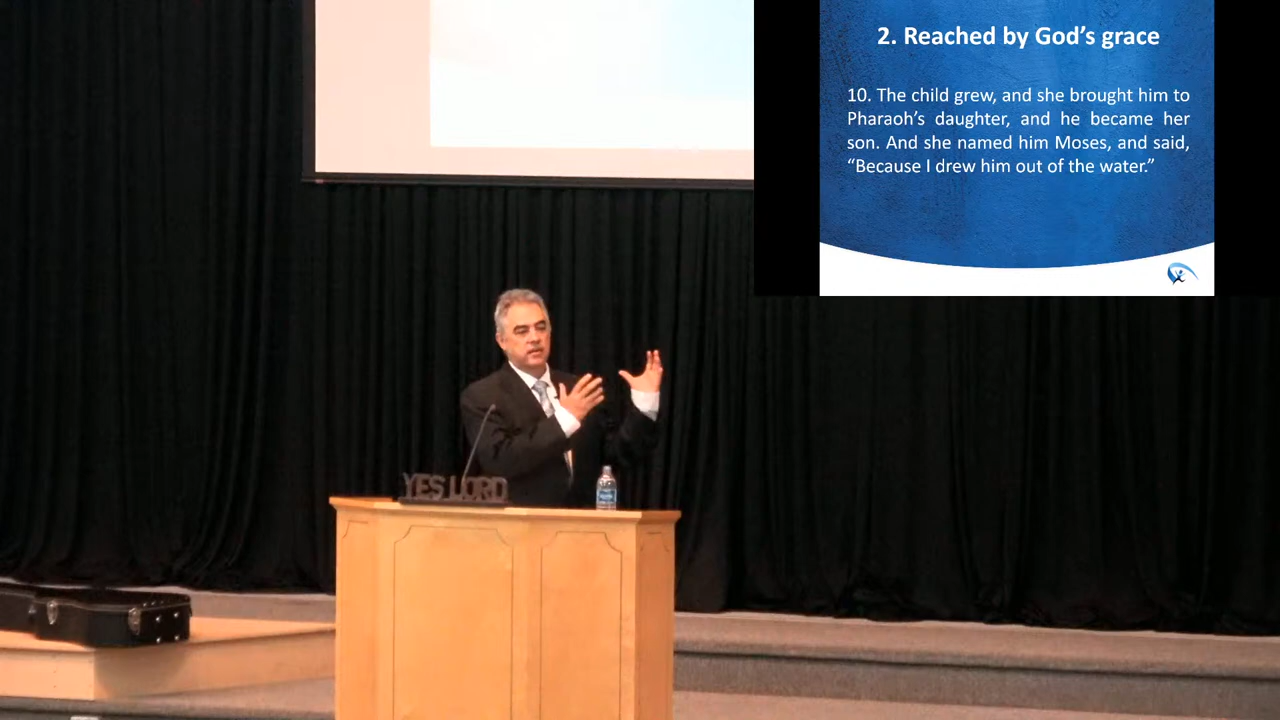 2. Reached by God’s grace
10. The child grew, and she brought him to
Pharaoh’s daughter, and he became her
son. And she named him Moses, and said,
“Because I drew him out of the water.”
YES LORD